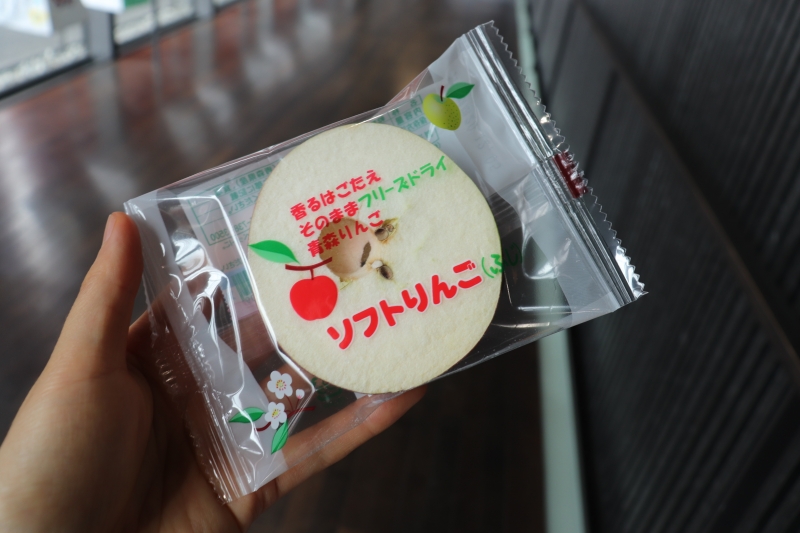 香るはごたえ
そのままフリーズドライ
青森りんご
ソフトりんご(ふじ